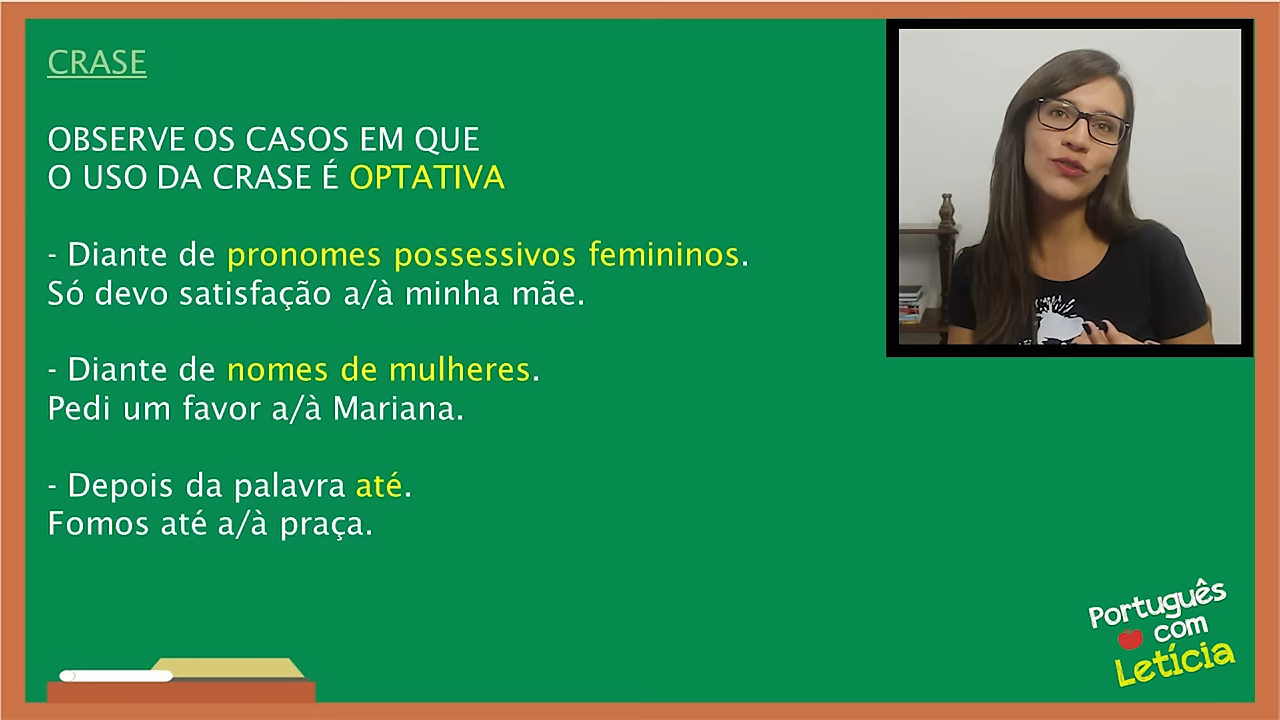 CRASE
OBSERVE OS CASOS EM QUE
O USO DA CRASE É OPTATIVA
- Diante de pronomes possessivos femininos.
Só devo satisfação a/à minha mãe.
- Diante de nomes de mulheres.
Pedi um favor a/à Mariana.
- Depois da palavra até.
Fomos até a/à praça.
Português
com
Letícia